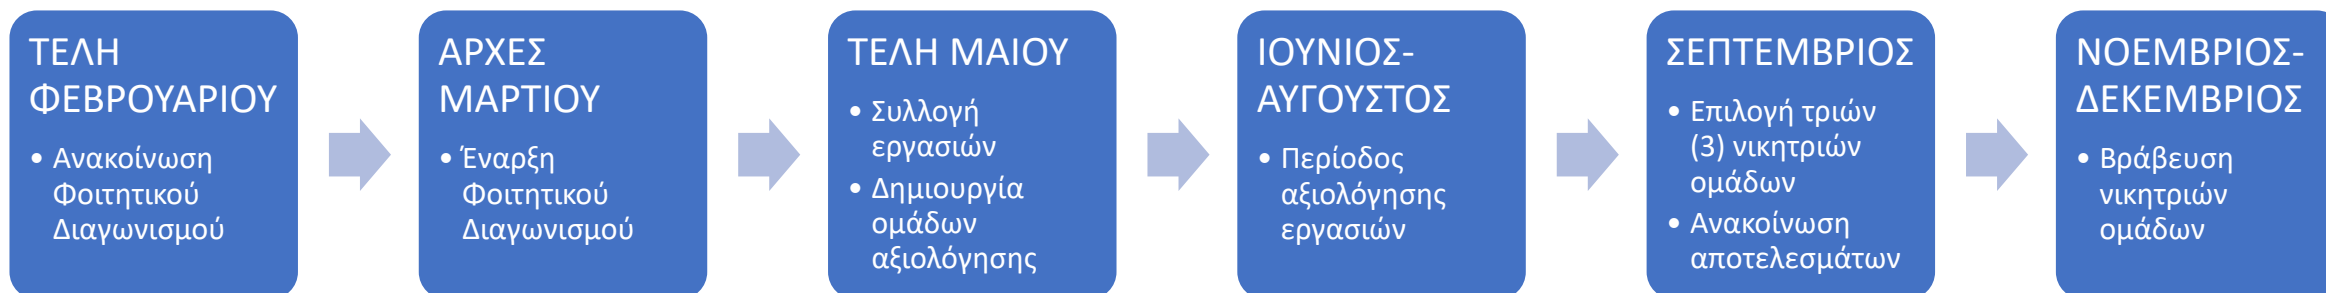 ΤΕΛΗ
ΦΕΒΡΟΥΑΡΙΟΥ
• Ανακοίνωση
Φοιτητικού
Διαγωνισμού
ΑΡΧΕΣ
ΜΑΡΤΙΟΥ
• Έναρξη
Φοιτητικού
Διαγωνισμού
ΤΕΛΗ ΜΑΙΟΥ
• Συλλογή
εργασιών
• Δημιουργία
ομάδων
αξιολόγησης
ΙΟΥΝΙΟΣ-
ΑΥΓΟΥΣΤΟΣ
• Περίοδος
αξιολόγησης
εργασιών
ΣΕΠΤΕΜΒΡΙΟΣ
• Επιλογή τριών
(3) νικητριών
ομάδων
• Ανακοίνωση
αποτελεσμάτων
ΝΟΕΜΒΡΙΟΣ-
ΔΕΚΕΜΒΡΙΟΣ
• Βράβευση
νικητριών
ομάδων